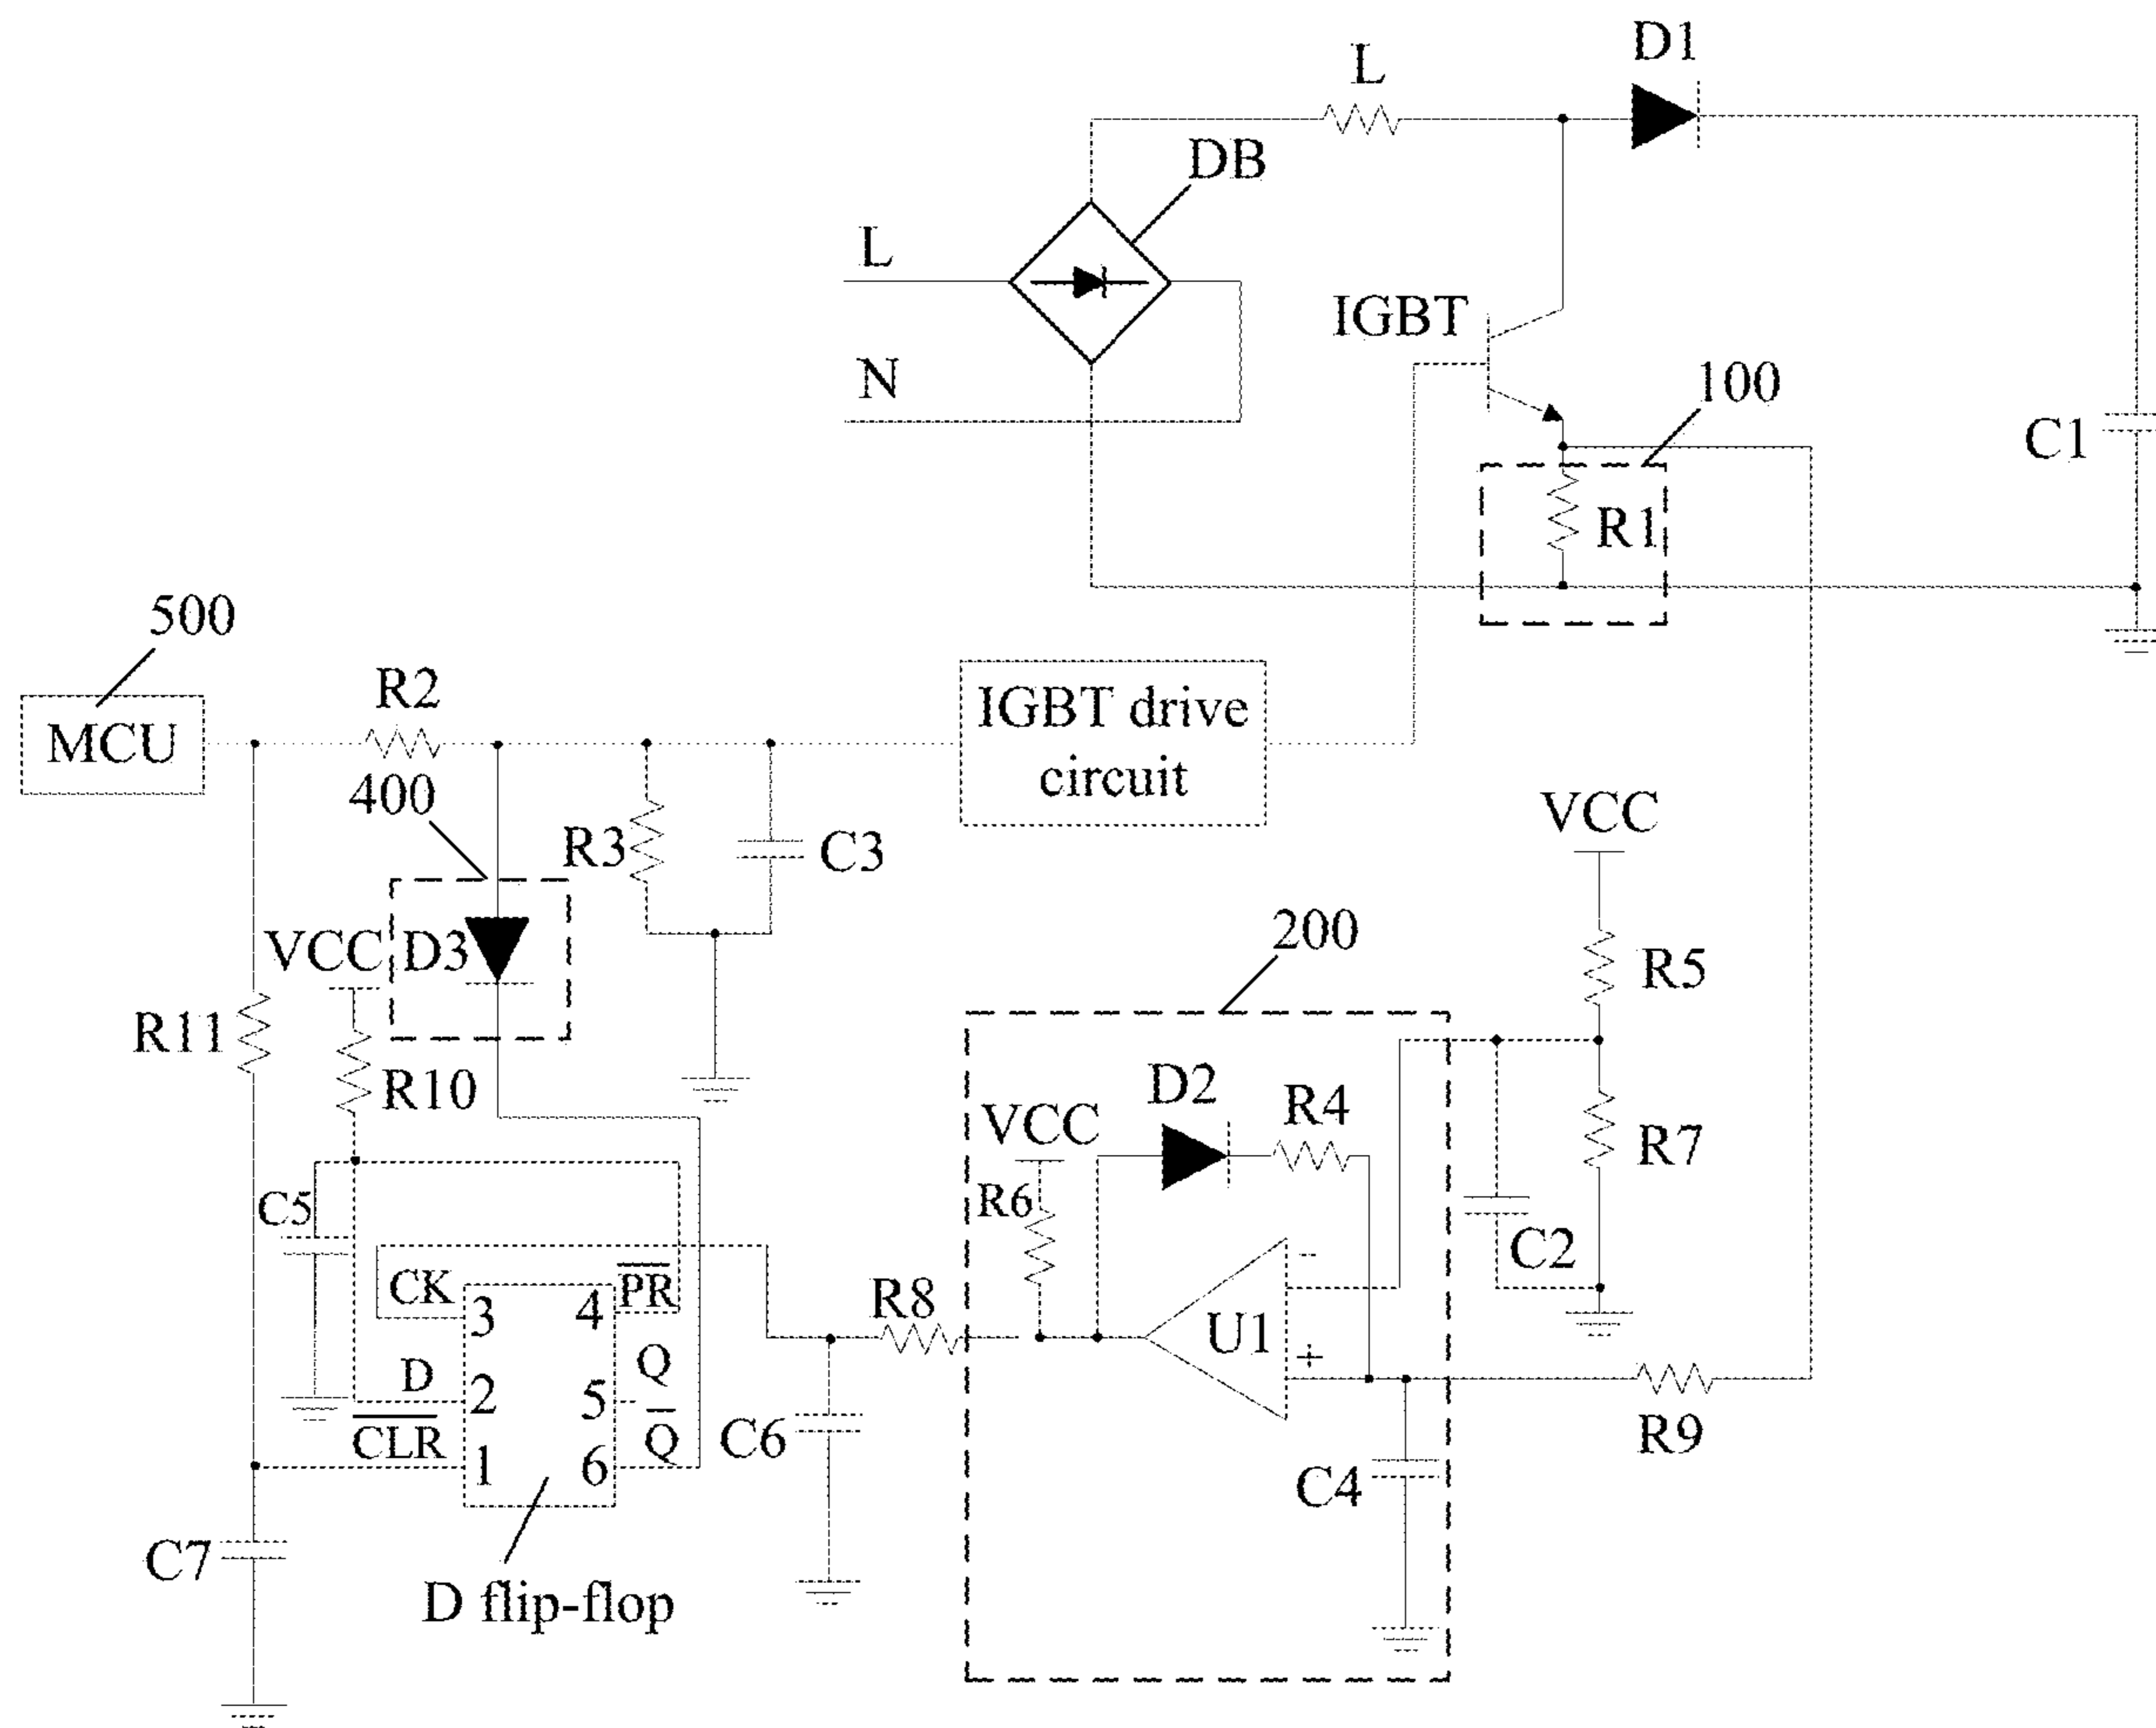 D1
L
DB
L
IGBT
N
100
C1
R1
500
R2
IGBT drive
circuit
MCU
400
VCC
R3
C3
200
VCC
D3
R5
R11
R10
D2
R4
VCC
R7
R6
C5
C2
CK
PR
3
4
R8
U1
-
+
Q
D
2
5
R9
CLR
Q
C6
1
6
C4
C7
D flip-flop